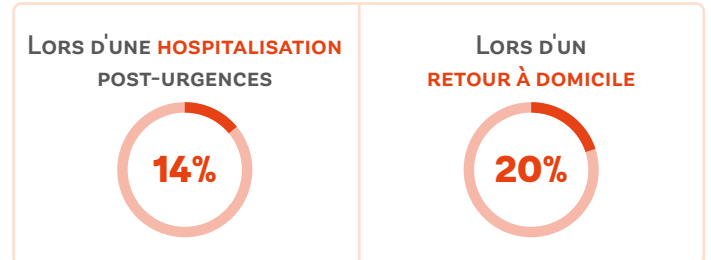 Lors d'une hospitalisation
post-urgences
14%
Lors d'un
retour à domicile
20%